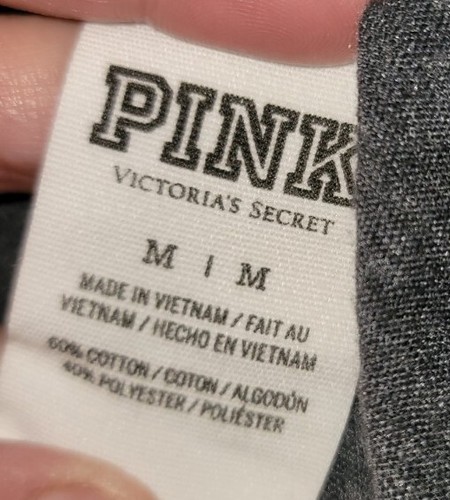 PINK
VICTORIA'S SECRET
M | M
MADE IN VIETNAM / FAIT AU
VIETNAM / HECHO EN VIETNAM
60% COTTON / COTON / ALGODÓN
40% POLYESTER / POLIÉSTER